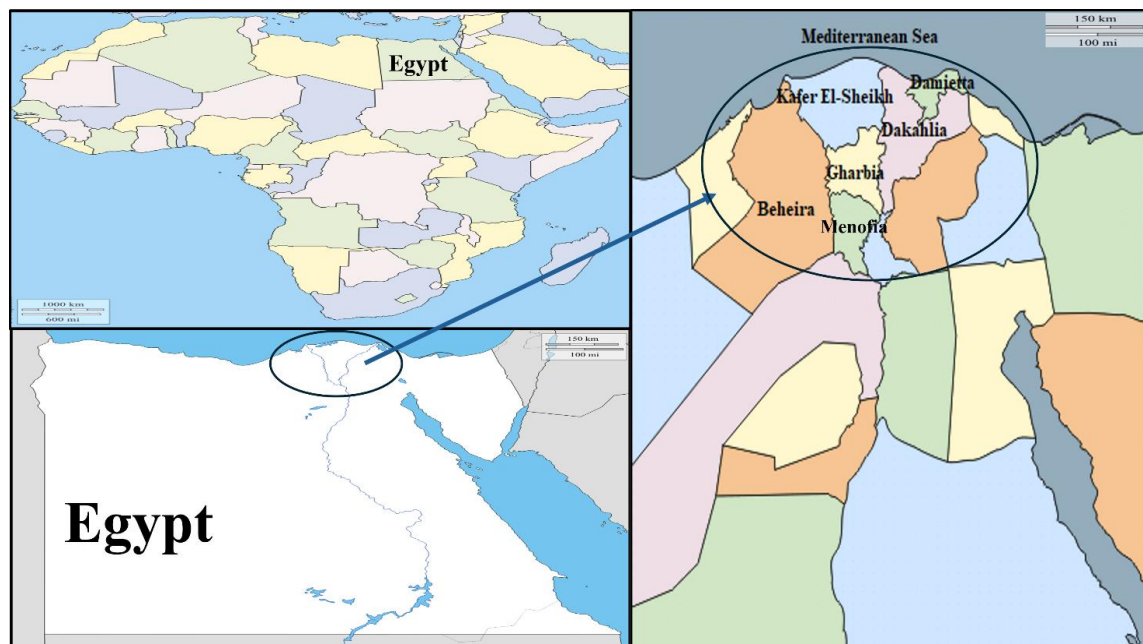 Egypt
1000 km
600 mi
150 km
100 mi
Egypt
150 km
100 mi
Mediterranean Sea
Damietta
Kafer El-Sheikh
Dakahlia
Gharbia
Beheira
Menofia